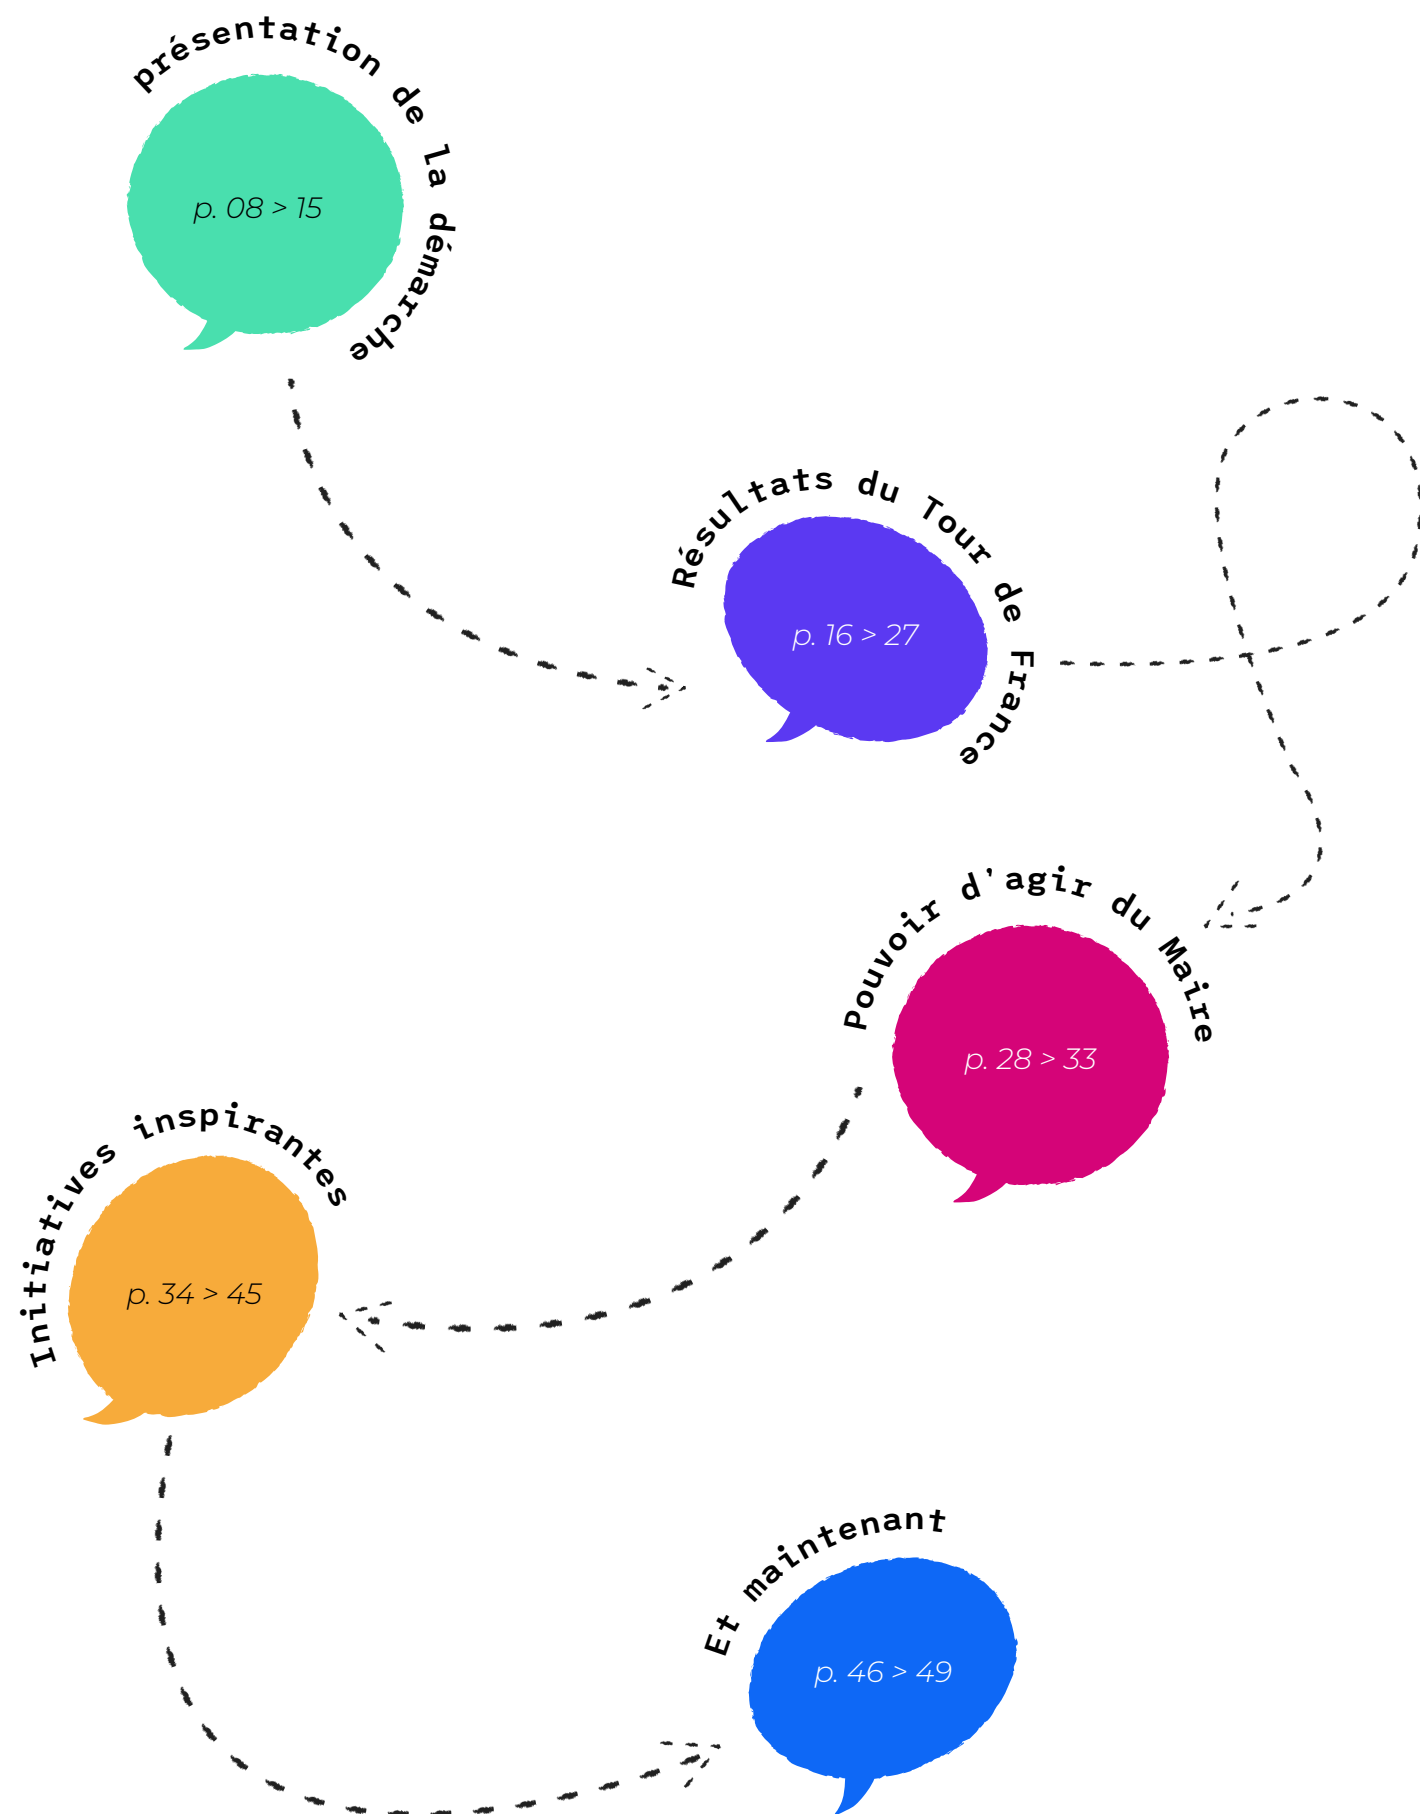 présentation de la démarche
p. 08 > 15
Résultats du Tour de France
p. 16 > 27
Pouvoir d'agir du Maire
p. 28 > 33
Initiatives inspirantes
p. 34 > 45
Et maintenant
p. 46 > 49